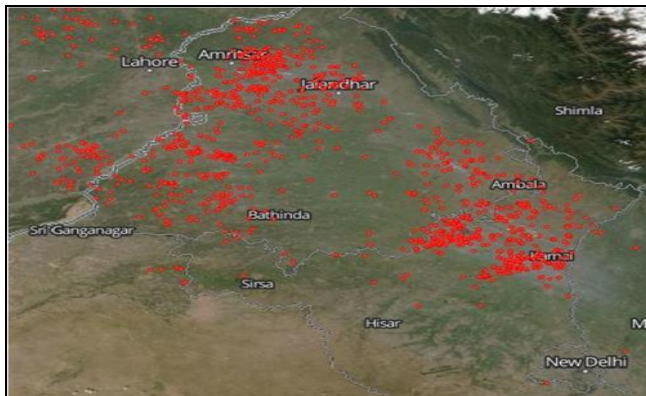 Amritsar
Lahore
Jalandhar
Shimla
Ambala
Bathinda
Sri Ganganagar
Karnal
Sirsa
Hisar
M
New Delhi